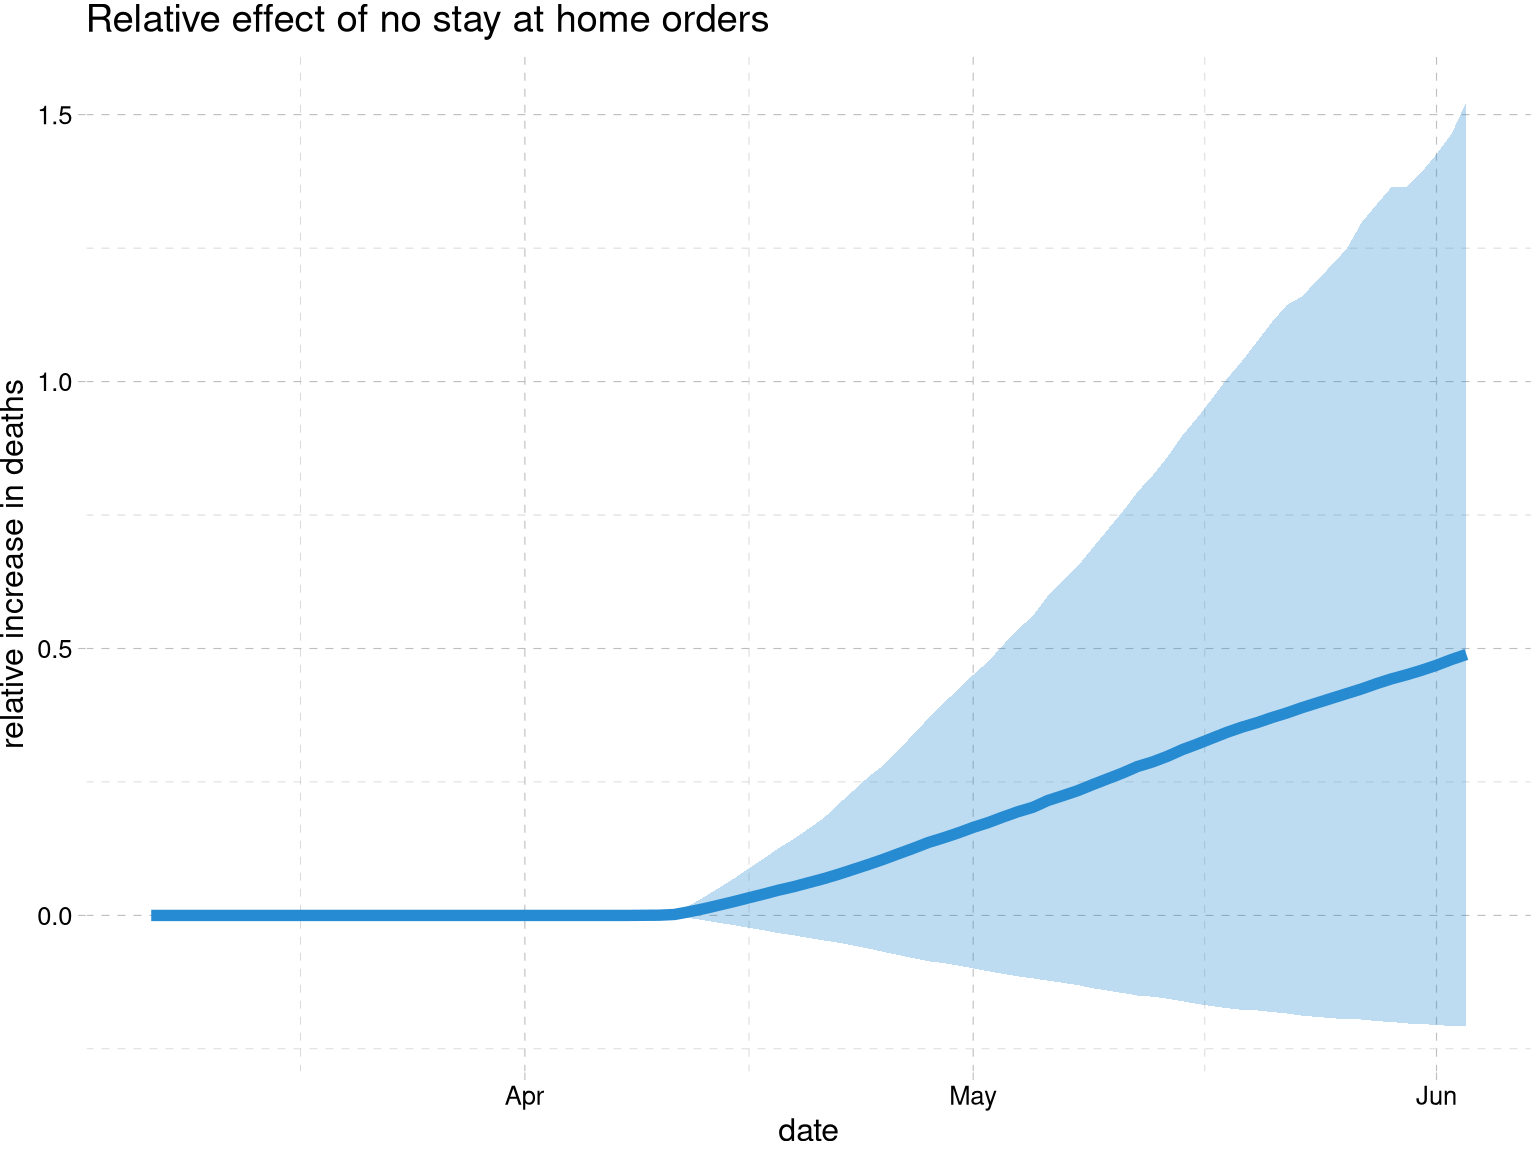 Relative effect of no stay at home orders
relative increase in deaths
1.5
1.0
0.5
0.0
Apr
May
Jun
date